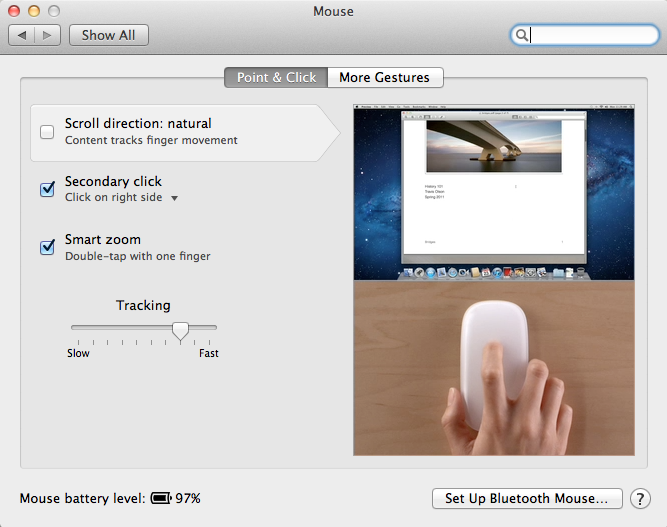 Mouse
Show All
Point & Click
More Gestures
Scroll direction: natural
Content tracks finger movement
Secondary click
Click on right side
Smart zoom
Double-tap with one finger
Tracking
Slow
Fast
History 101
Travis Olson
Spring 2011
Mouse battery level: 97%
Set Up Bluetooth Mouse...
?